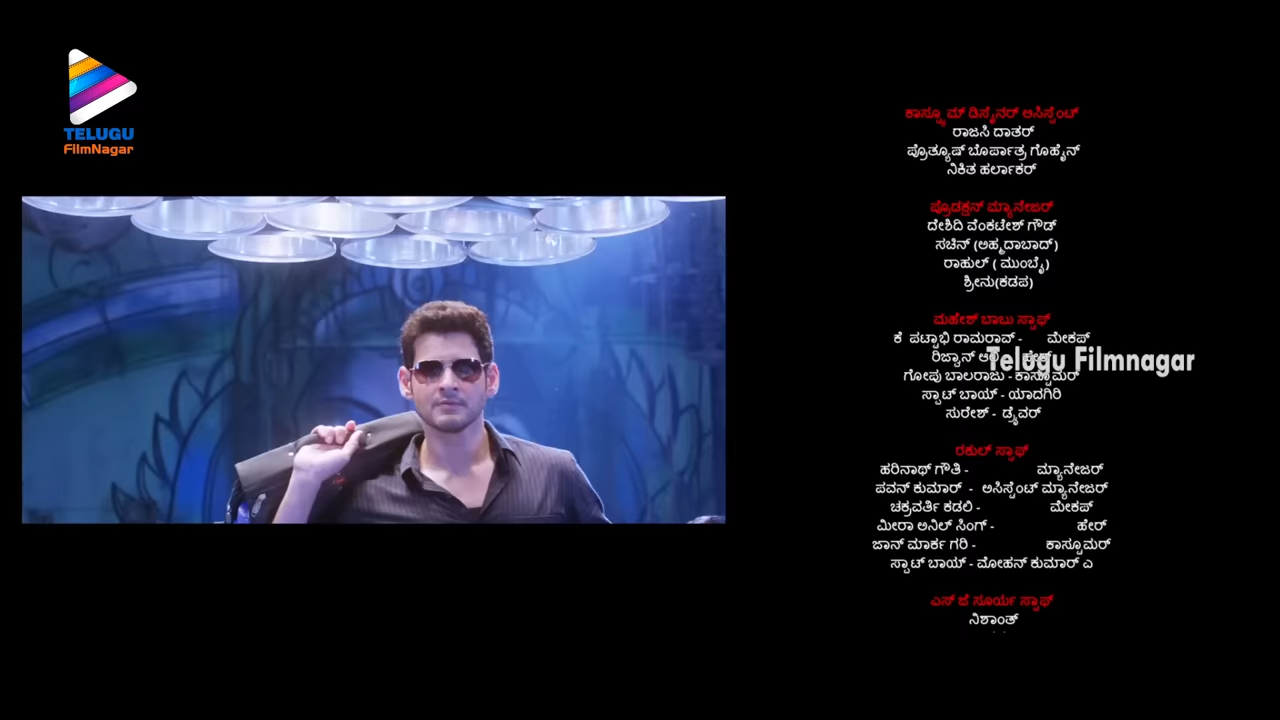 TELUGU
FilmNagar
ಕಾಸ್ಟ್ಯೂಮ್ ಡಿಸೈನರ್ ಅಸಿಸ್ಟೆಂಟ್
ರಾಜಸಿ ದಾತರ್
ಪ್ರೊತ್ಯೂಷ್ ಬೊರ್ಪಾತ್ರ ಗೊಹೈನ್
ನಿಕಿತ ಹರ್ಲಾಕರ್
ಪ್ರೊಡಕ್ಷನ್ ಮ್ಯಾನೇಜರ್
ದೇಶಿದಿ ವೆಂಕಟೇಶ್ ಗೌಡ್
ಸಚಿನ್ (ಅಹ್ಮದಾಬಾದ್)
ರಾಹುಲ್ ( ಮುಂಬೈ)
ಶ್ರೀನು(ಕಡಪ)
ಮಹೇಶ್ ಬಾಬು ಸ್ಟಾಫ್
ಕೆ ಪಟ್ಟಾಭಿ ರಾಮರಾವ್ - ಮೇಕಪ್
ರಿಜ್ವಾನ್
Telugu Filmnagar
ಗೋಪು ಬಾಲರಾಜು - ಕಾಸ್ಟೂಮರ್
ಸ್ಪಾಟ್ ಬಾಯ್ - ಯಾದಗಿರಿ
ಸುರೇಶ್ - ಡ್ರೈವರ್
ರಕುಲ್ ಸ್ಟಾಫ್
ಹರಿನಾಥ್ ಗೌತಿ - ಮ್ಯಾನೇಜರ್
ಪವನ್ ಕುಮಾರ್ - ಅಸಿಸ್ಟೆಂಟ್ ಮ್ಯಾನೇಜರ್
ಚಕ್ರವರ್ತಿ ಕಡಲಿ - ಮೇಕಪ್
ಮೀರಾ ಅನಿಲ್ ಸಿಂಗ್ - ಹೇರ್
ಜಾನ್ ಮಾರ್ಕ ಗರಿ - ಕಾಸ್ಟೂಮರ್
ಸ್ಪಾಟ್ ಬಾಯ್ - ಮೋಹನ್ ಕುಮಾರ್ ಎ
ಎಸ್ ಜೆ ಸೂರ್ಯ ಸ್ಟಾಫ್
ನಿಶಾಂತ್